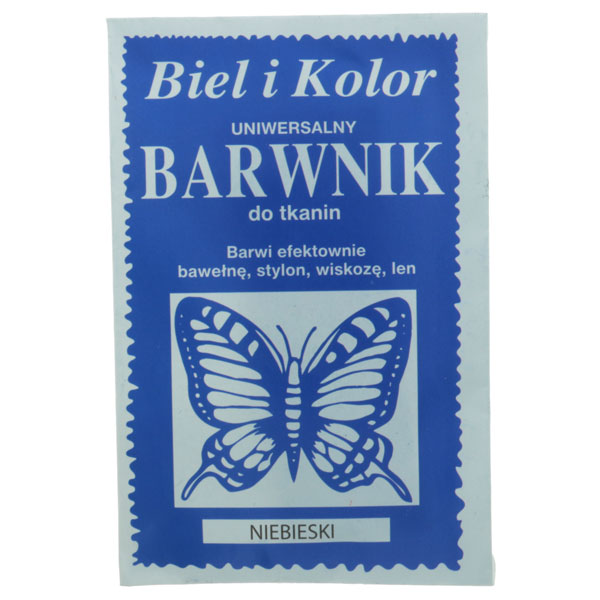 Biel i Kolor
UNIWERSALNY
BARWNIK
do tkanin
Barwi efektownie
bawełnę, stylon, wiskozę, len
NIEBIESKI